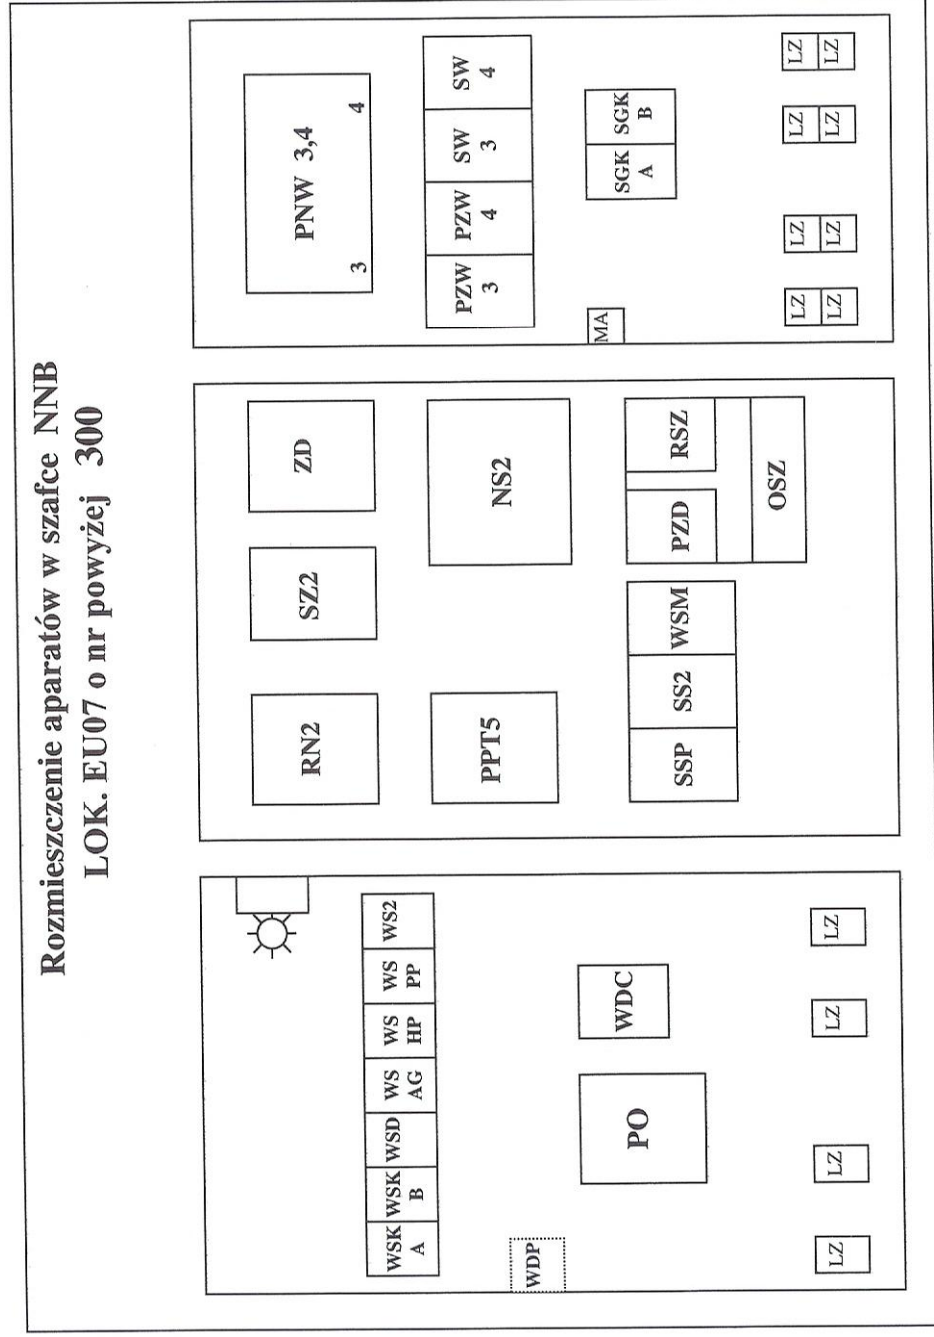 Rozmieszczenie aparatów w szafce NNB
LOK. EU07 o nr powyżej 300
WSK A
WSK B
WSD
WS AG
WS HP
WS PP
WS2
WDP
PO
WDC
LZ
LZ
LZ
LZ
RN2
SZ2
ZD
PPT5
NS2
SSP
SS2
WSM
PZD
RSZ
OSZ
PNW 3,4
3
4
PZW 3
PZW 4
SW 3
SW 4
MA
SGK A
SGK B
LZ
LZ
LZ
LZ
LZ
LZ
LZ
LZ